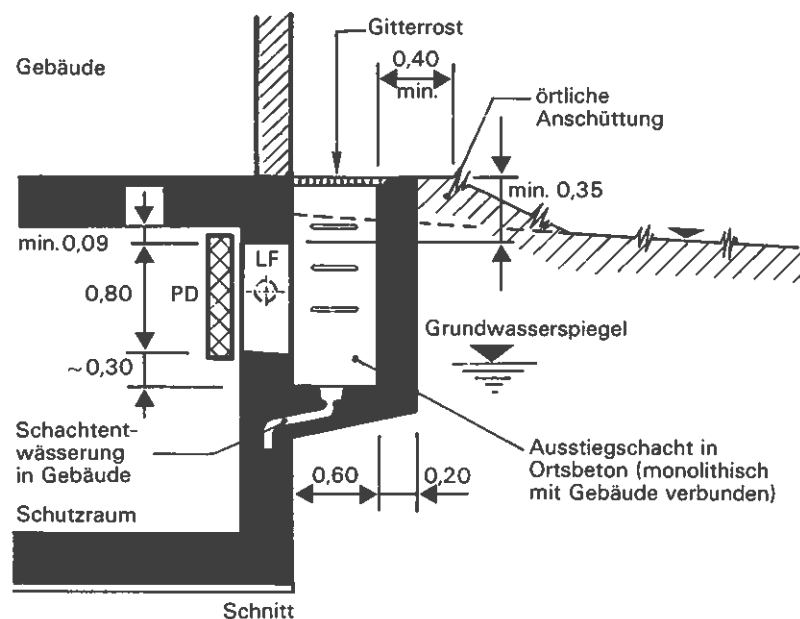 Gitterrost
Gebäude
0,40
min.
örtliche
Anschüttung
min. 0,35
min. 0,09
LF
0,80
PD
Grundwasserspiegel
~0,30
Schachtent-
wässerung
in Gebäude
Ausstiegschacht in
Ortsbeton (monolithisch
mit Gebäude verbunden)
0,60
0,20
Schutzraum
Schnitt